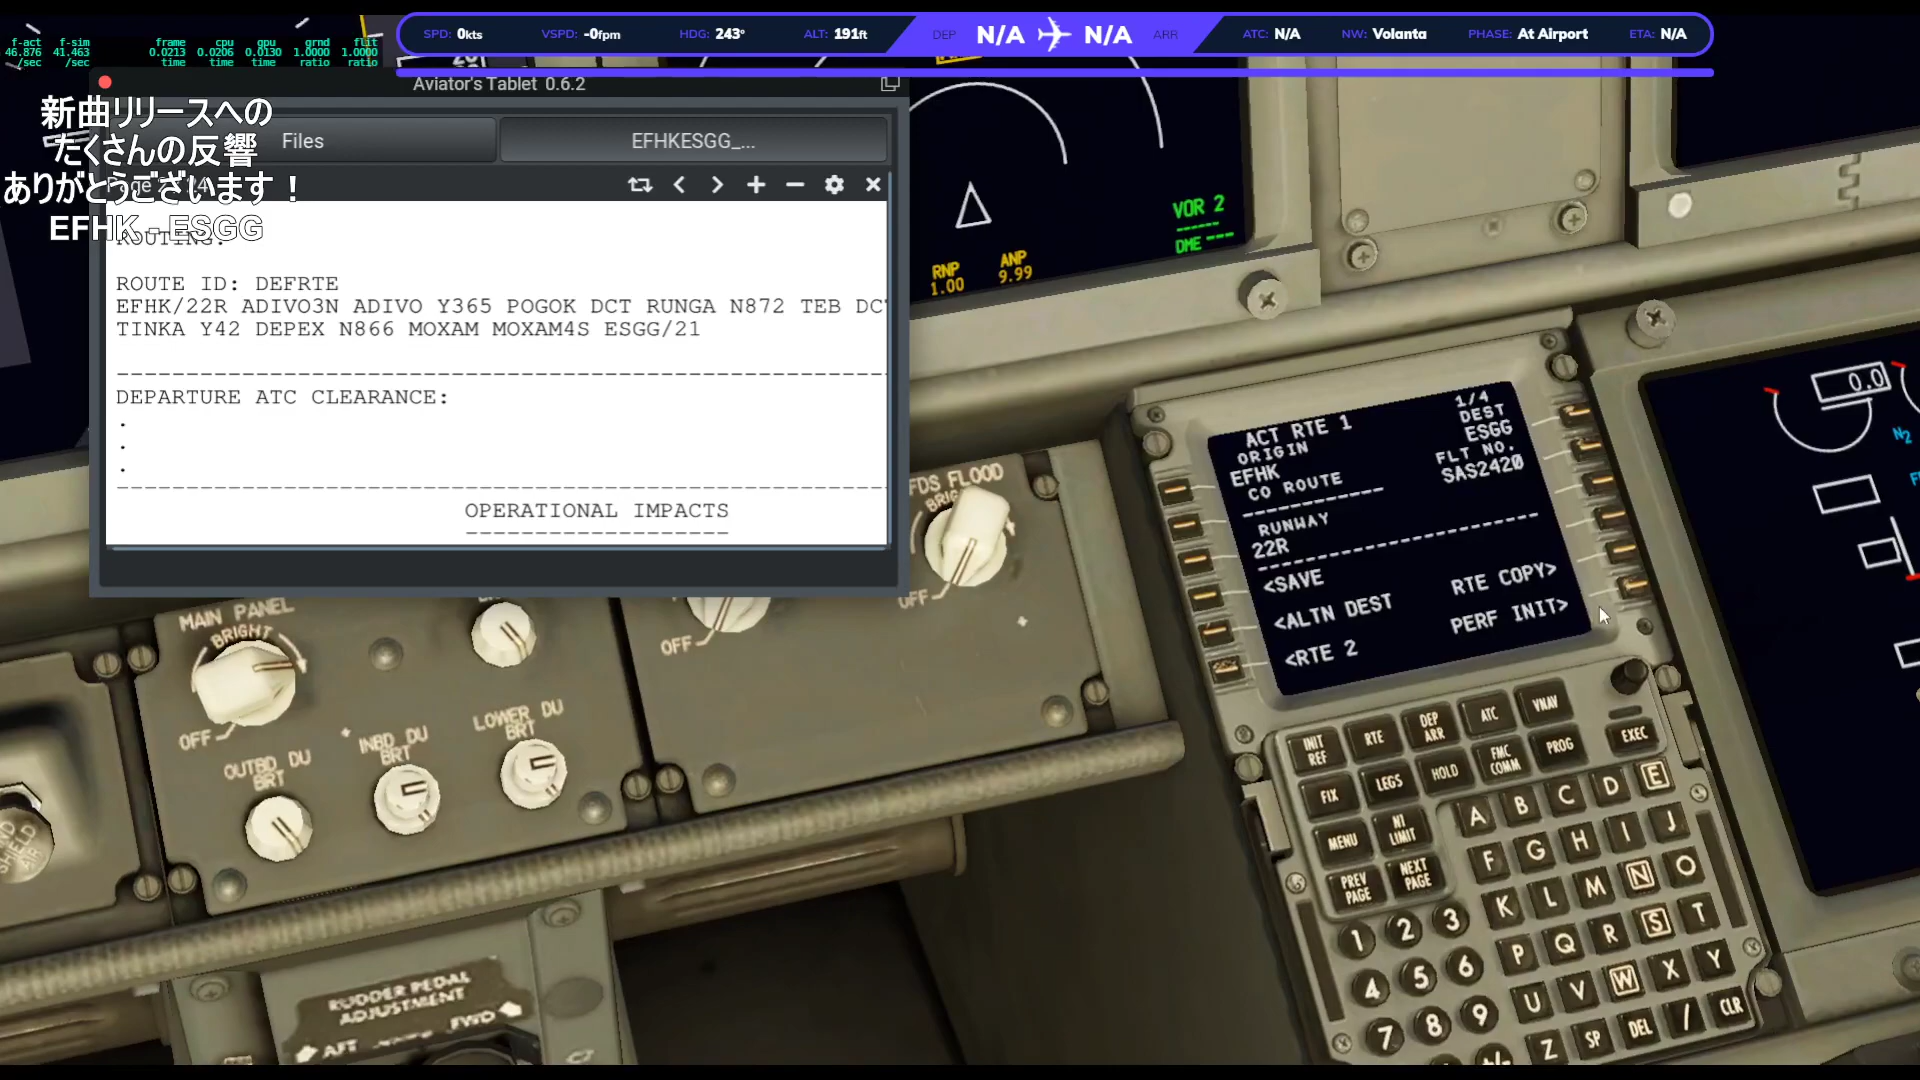 f-act f-sim frame cpu gpu grnd flit
46.876 41.463 0.0213 0.0206 0.0130 1.0000 1.0000
/sec /sec time time time ratio ratio
SPD: 0kts VSPD: -0fpm HDG: 243° ALT: 191ft DEP N/A N/A ARR ATC: N/A NW: Volanta PHASE: At Airport ETA: N/A
Aviator's Tablet 0.6.2
Files EFHKESGG_...
新曲リリースへの
たくさんの反響
ありがとうございます！
EFHK - ESGG
ROUTING:
ROUTE ID: DEFRTE
EFHK/22R ADIVO3N ADIVO Y365 POGOK DCT RUNGA N872 TEB DCT
TINKA Y42 DEPEX N866 MOXAM MOXAM4S ESGG/21
DEPARTURE ATC CLEARANCE:
.
.
.
OPERATIONAL IMPACTS
VOR 2
DME ---
RNP ANP
1.00 9.99
0.0
N2
ACT RTE 1 1/4
ORIGIN DEST
EFHK ESGG
CO ROUTE FLT NO.
---------- SAS2420
RUNWAY
22R
<SAVE RTE COPY>
<ALTN DEST PERF INIT>
<RTE 2
FDS FLOOD
BRIGHT
OFF
OFF
MAIN PANEL
BRIGHT
OFF
OUTBD DU
BRT
INBD DU
BRT
LOWER DU
BRT
RUDDER PEDAL
ADJUSTMENT
AFT FWD
INIT REF RTE DEP ARR ATC VNAV
FIX LEGS HOLD FMC COMM PROG EXEC
MENU N1 LIMIT A B C D E
PREV PAGE NEXT PAGE F G H I J
1 2 3 K L M N O
4 5 6 P Q R S T
7 8 9 U V W X Y
+/- Z SP DEL / CLR